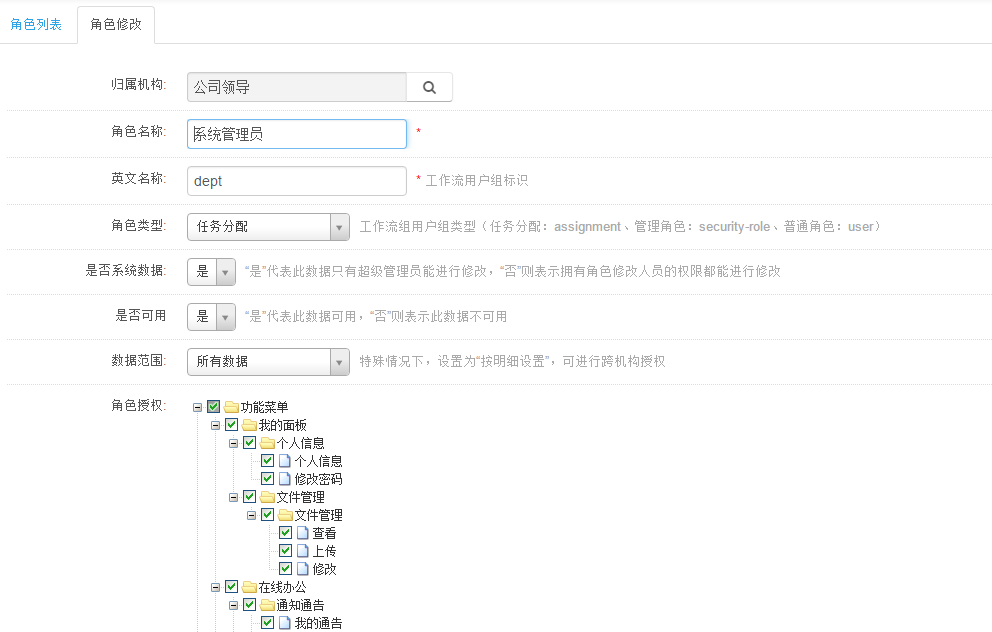 角色列表 角色修改
归属机构: 公司领导
角色名称: 系统管理员 *
英文名称: dept * 工作流用户组标识
角色类型: 任务分配 工作流组用户组类型（任务分配：assignment、管理角色：security-role、普通角色：user）
是否系统数据: 是 “是”代表此数据只有超级管理员能进行修改，“否”则表示拥有角色修改人员的权限都能进行修改
是否可用 是 “是”代表此数据可用，“否”则表示此数据不可用
数据范围: 所有数据 特殊情况下，设置为“按明细设置”，可进行跨机构授权
角色授权: 功能菜单
我的面板
个人信息
个人信息
修改密码
文件管理
文件管理
查看
上传
修改
在线办公
通知通告
我的通告